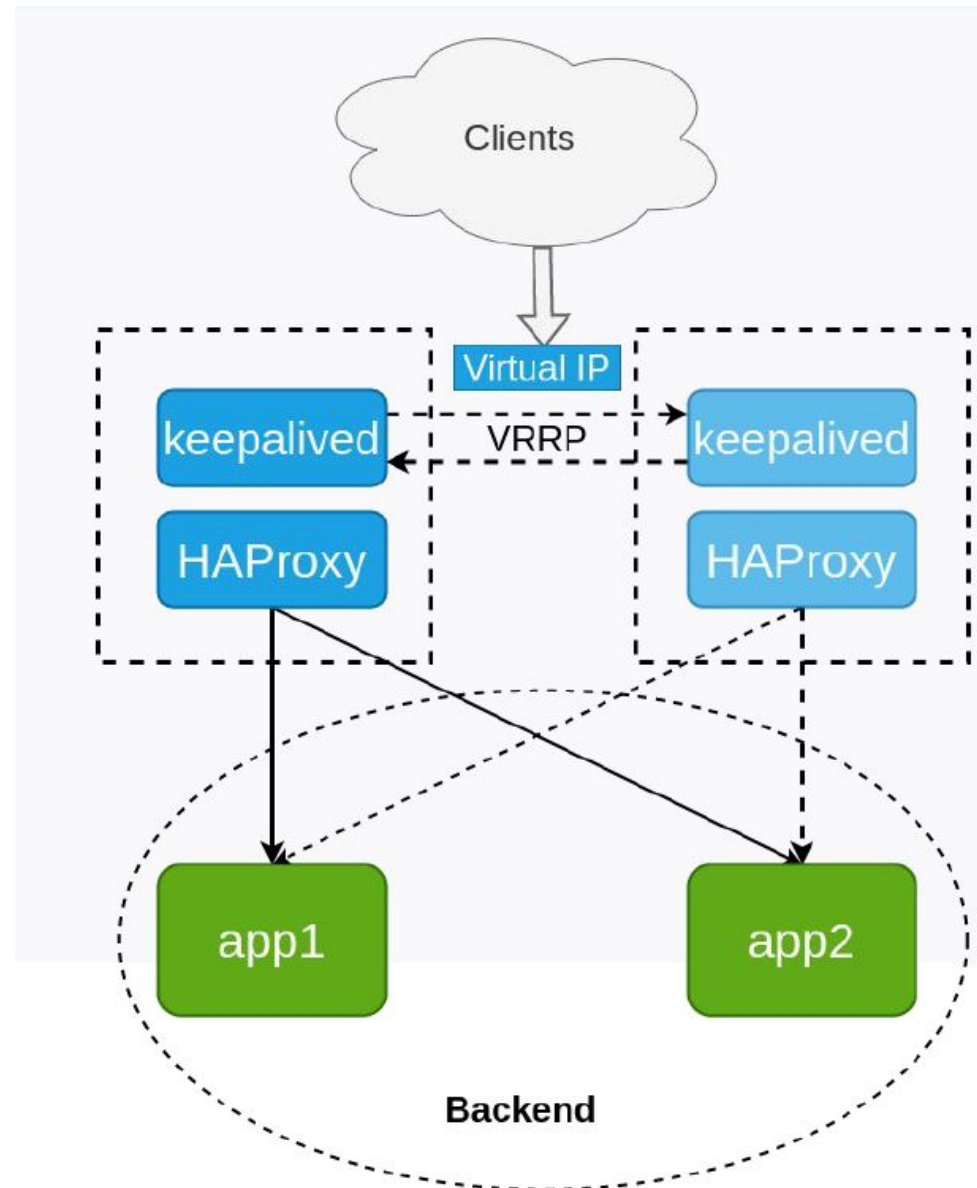 Clients
Virtual IP
keepalived
VRRP
keepalived
HAProxy
HAProxy
app1
app2
Backend